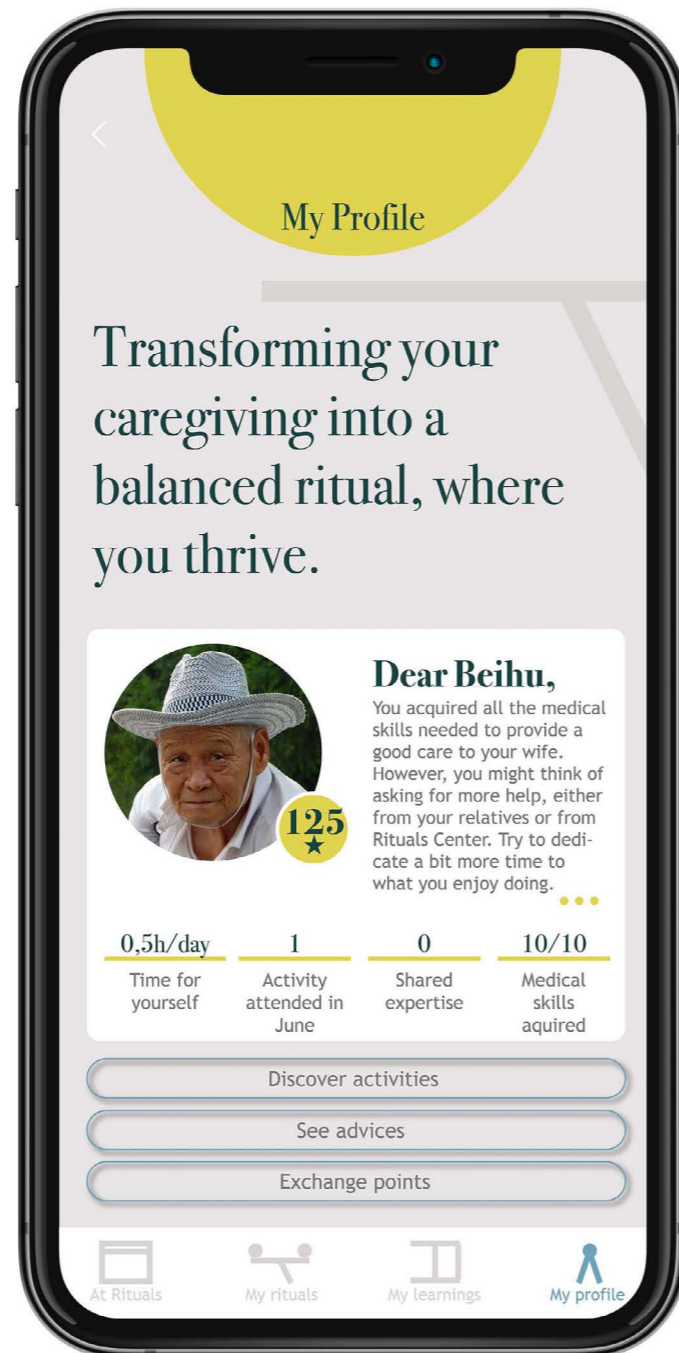 My Profile
Transforming your
caregiving into a
balanced ritual, where
you thrive.
Dear Beihu,
You acquired all the medical
skills needed to provide a
good care to your wife.
However, you might think of
asking for more help, either
from your relatives or from
Rituals Center. Try to dedi-
cate a bit more time to
what you enjoy doing.
125
0,5h/day
Time for
yourself
1
Activity
attended in
June
0
Shared
expertise
10/10
Medical
skills
aquired
Discover activities
See advices
Exchange points
At Rituals
My rituals
My learnings
My profile